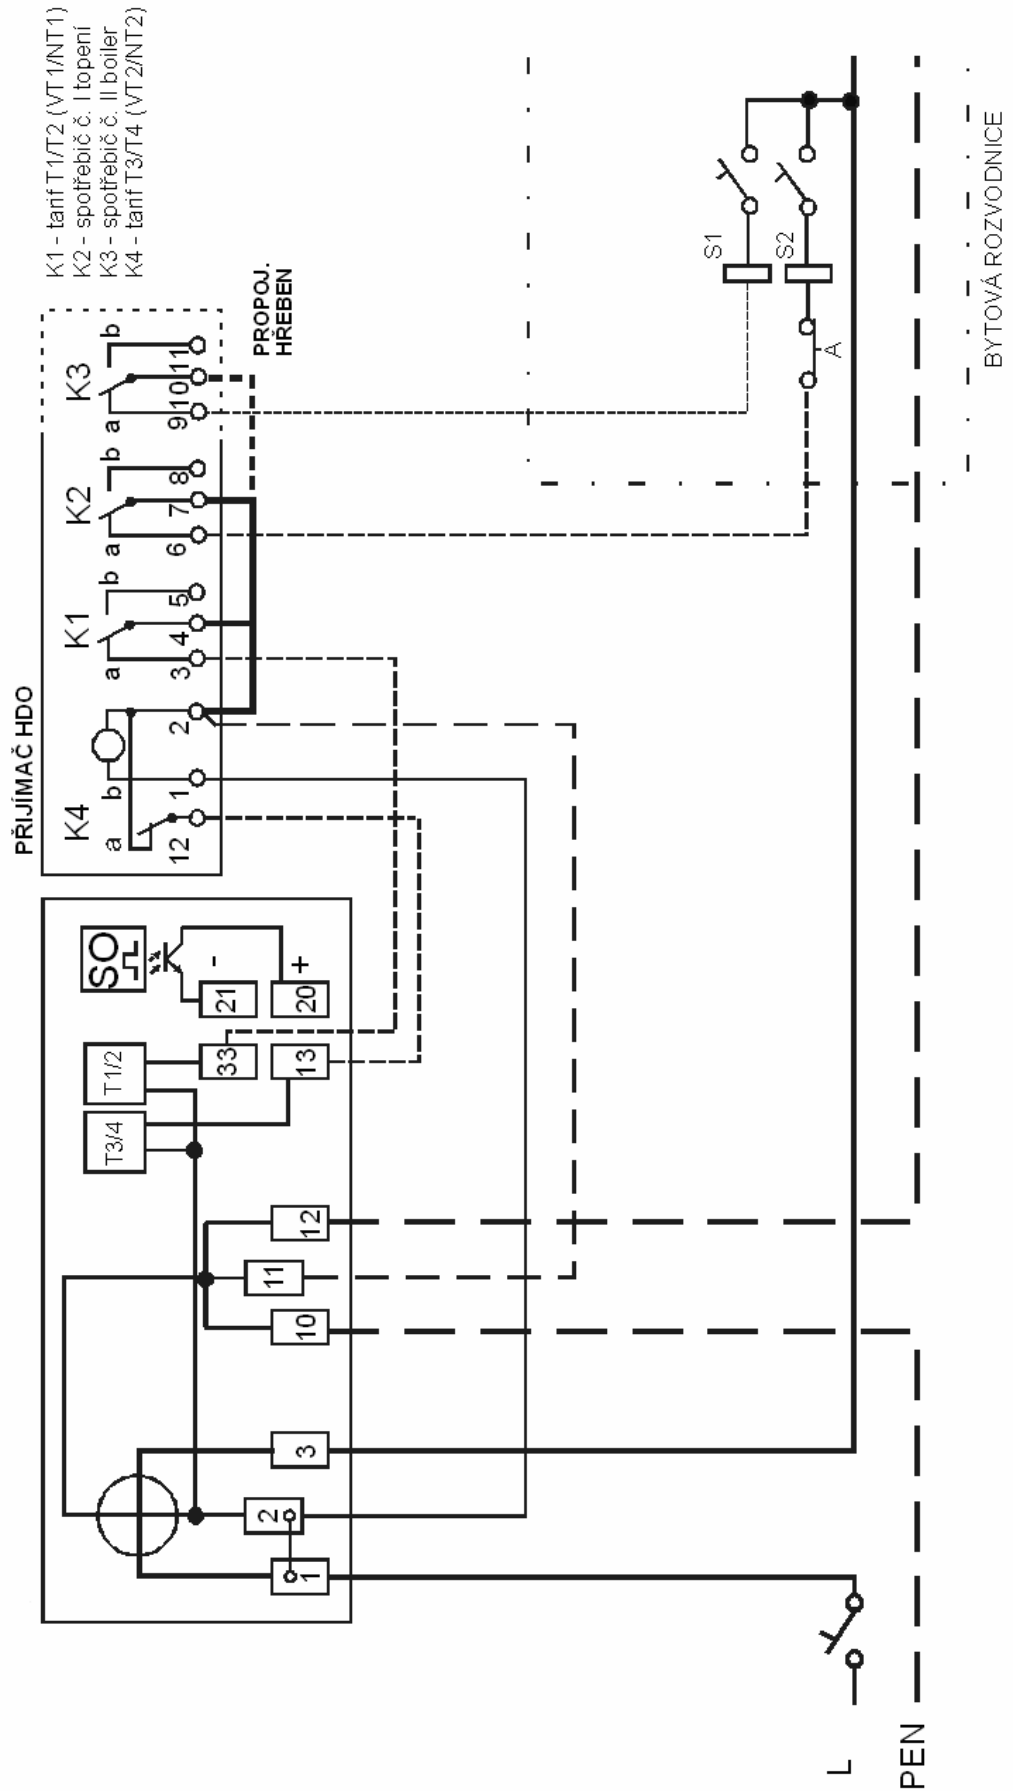 K1 - tarif T1/T2 (VT1/NT1)
K2 - spotřebič č. I topení
K3 - spotřebič č. II boiler
K4 - tarif T3/T4 (VT2/NT2)
PŘIJÍMAČ HDO
K4
a
b
K1
a
b
K2
a
b
K3
a
b
12
1
2
3
4
5
6
7
8
9
10
11
PROPOJ.
HŘEBEN
SO
T1/2
T3/4
-
+
21
20
33
13
12
11
10
3
2
1
S1
S2
A
BYTOVÁ ROZVODNICE
L
PEN